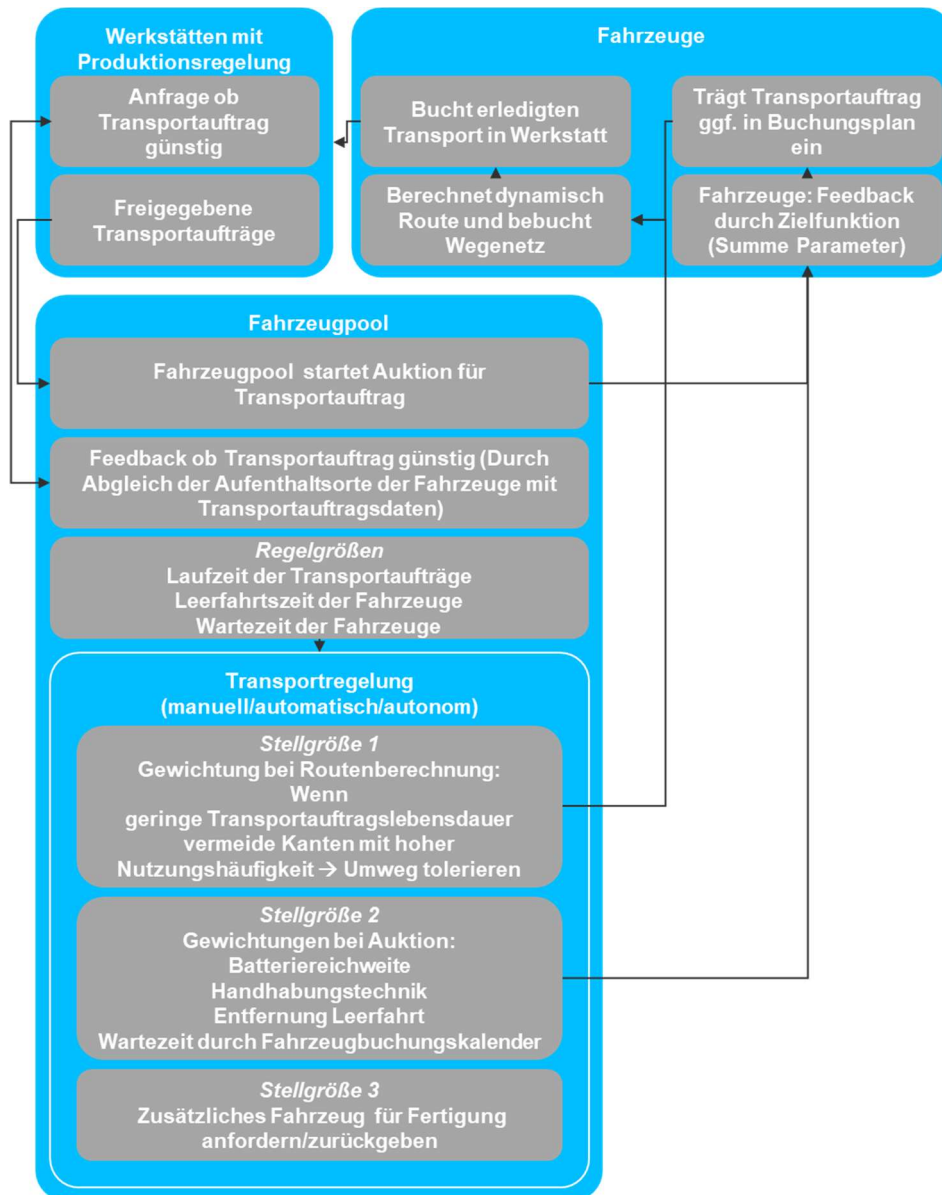 Werkstätten mit
Produktionsregelung
Anfrage ob
Transportauftrag
günstig
Freigegebene
Transportaufträge
Fahrzeuge
Bucht erledigten
Transport in Werkstatt
Trägt Transportauftrag
ggf. in Buchungsplan
ein
Berechnet dynamisch
Route und bebucht
Wegenetz
Fahrzeuge: Feedback
durch Zielfunktion
(Summe Parameter)
Fahrzeugpool
Fahrzeugpool startet Auktion für
Transportauftrag
Feedback ob Transportauftrag günstig (Durch
Abgleich der Aufenthaltsorte der Fahrzeuge mit
Transportauftragsdaten)
Regelgrößen
Laufzeit der Transportaufträge
Leerfahrtszeit der Fahrzeuge
Wartezeit der Fahrzeuge
Transportregelung
(manuell/automatisch/autonom)
Stellgröße 1
Gewichtung bei Routenberechnung:
Wenn
geringe Transportauftragslebensdauer
vermeide Kanten mit hoher
Nutzungshäufigkeit → Umweg tolerieren
Stellgröße 2
Gewichtungen bei Auktion:
Batteriereichweite
Handhabungstechnik
Entfernung Leerfahrt
Wartezeit durch Fahrzeugbuchungskalender
Stellgröße 3
Zusätzliches Fahrzeug für Fertigung
anfordern/zurückgeben